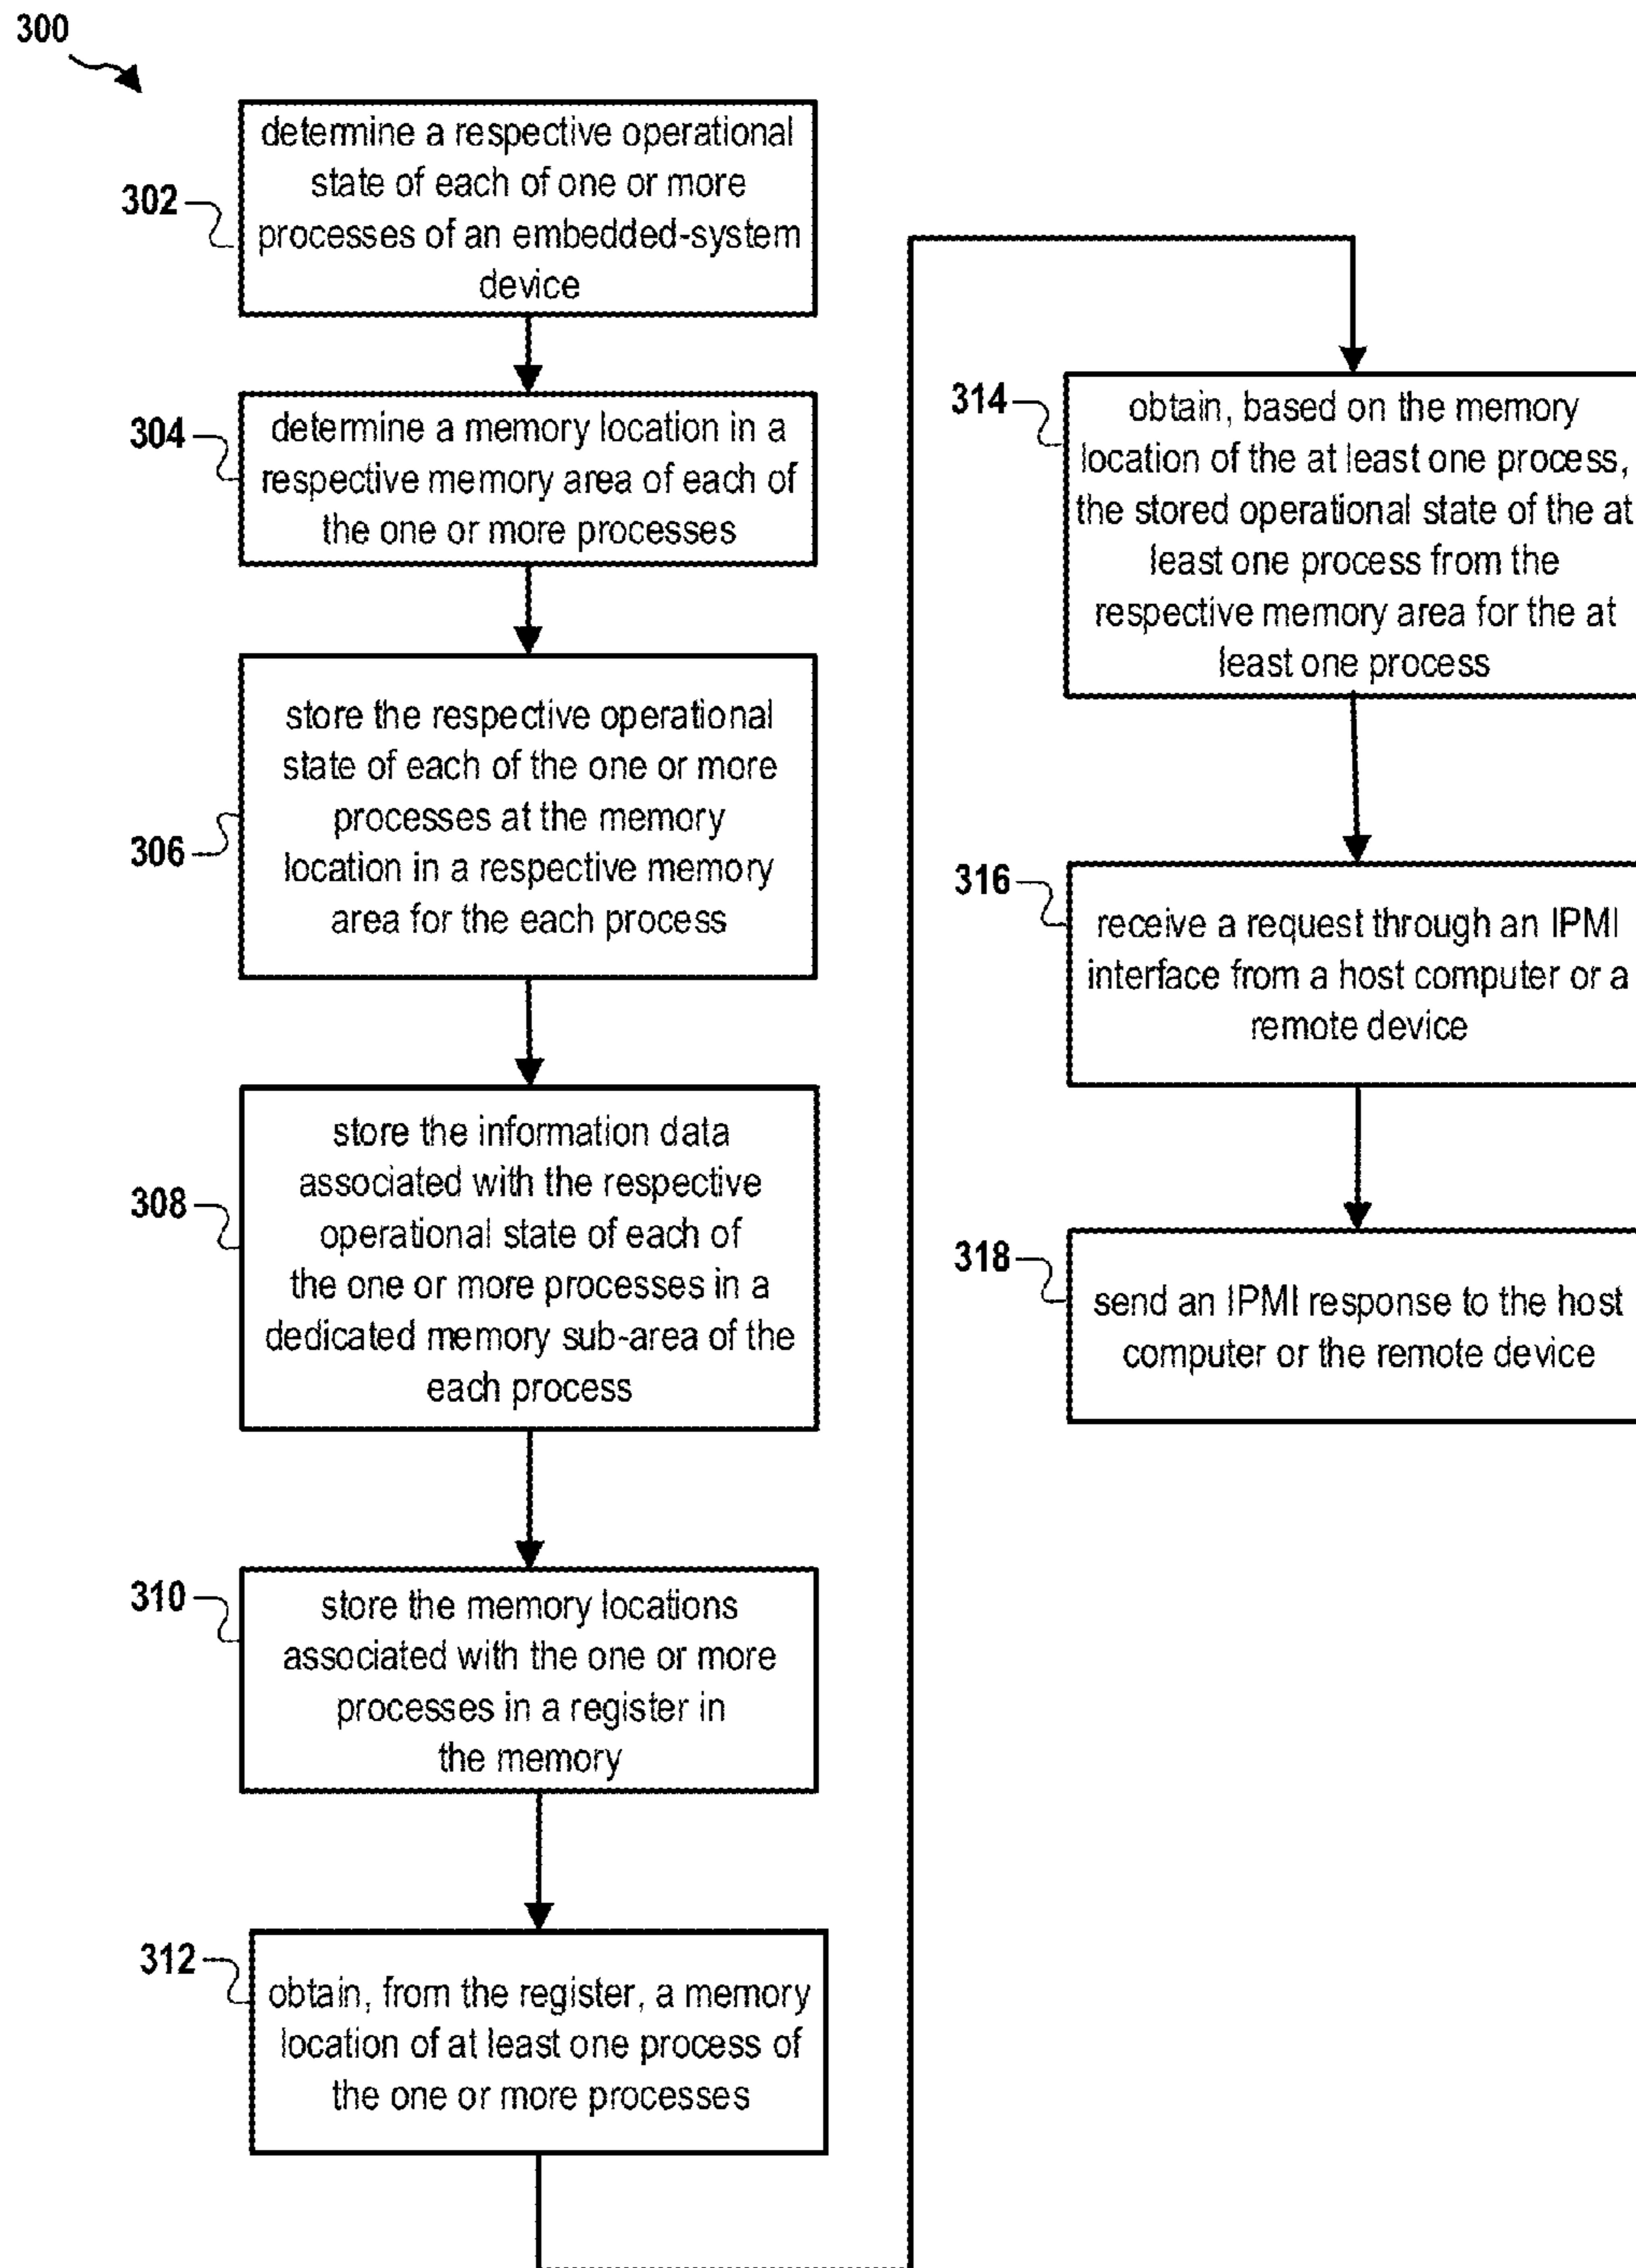 300
302
determine a respective operational
state of each of one or more
processes of an embedded-system
device
304
determine a memory location in a
respective memory area of each of
the one or more processes
306
store the respective operational
state of each of the one or more
processes at the memory
location in a respective memory
area for the each process
308
store the information data
associated with the respective
operational state of each of
the one or more processes in a
dedicated memory sub-area of the
each process
310
store the memory locations
associated with the one or more
processes in a register in
the memory
312
obtain, from the register, a memory
location of at least one process of
the one or more processes
314
obtain, based on the memory
location of the at least one process,
the stored operational state of the at
least one process from the
respective memory area for the at
least one process
316
receive a request through an IPMI
interface from a host computer or a
remote device
318
send an IPMI response to the host
computer or the remote device